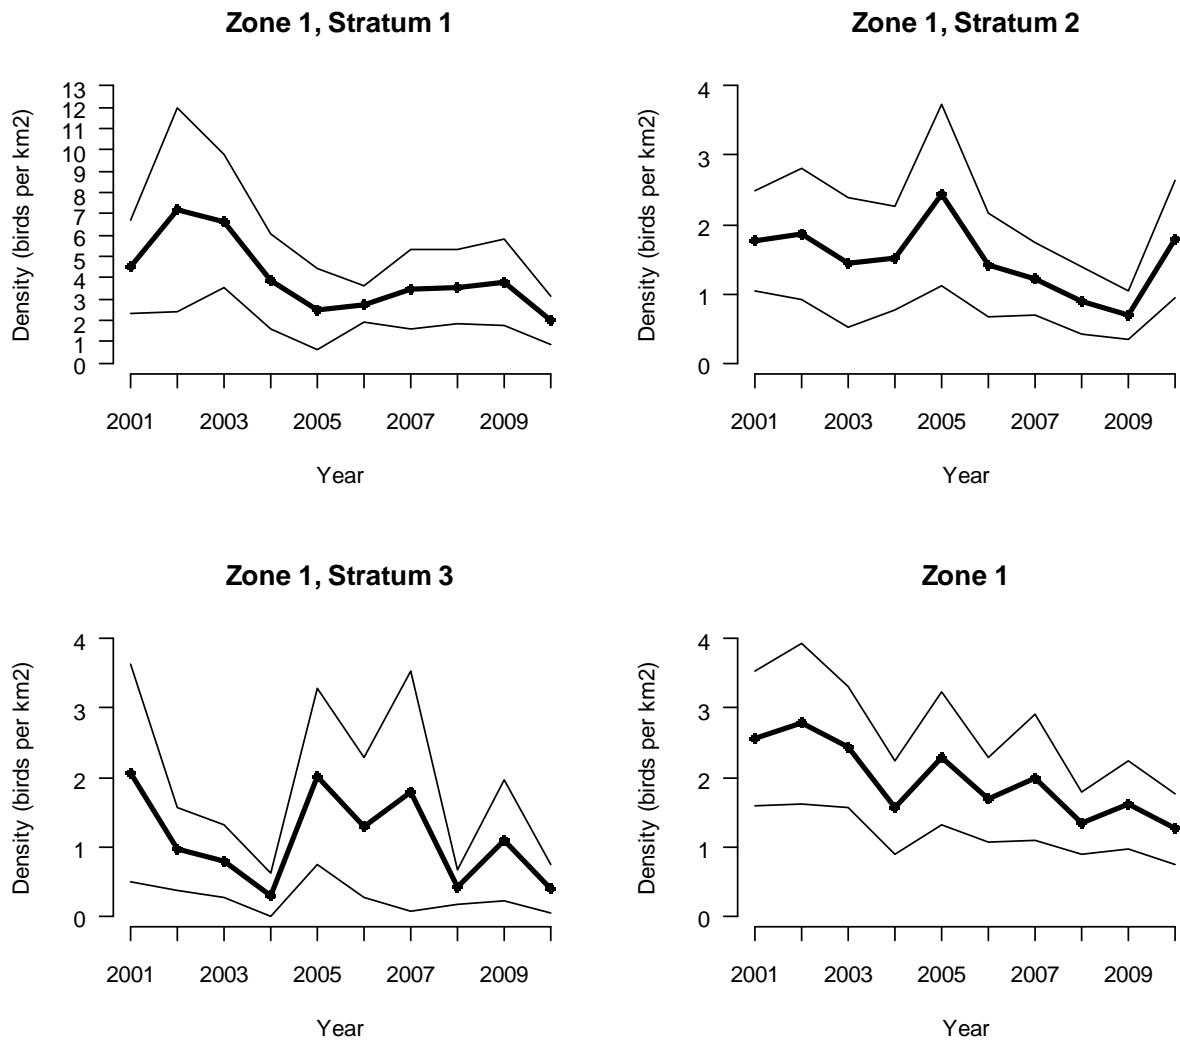 Zone 1, Stratum 1
Density (birds per km2)
13
12
11
10
9
8
7
6
5
4
3
2
1
0
2001 2003 2005 2007 2009
Year
Zone 1, Stratum 2
Density (birds per km2)
4
3
2
1
0
2001 2003 2005 2007 2009
Year
Zone 1, Stratum 3
Density (birds per km2)
4
3
2
1
0
2001 2003 2005 2007 2009
Year
Zone 1
Density (birds per km2)
4
3
2
1
0
2001 2003 2005 2007 2009
Year